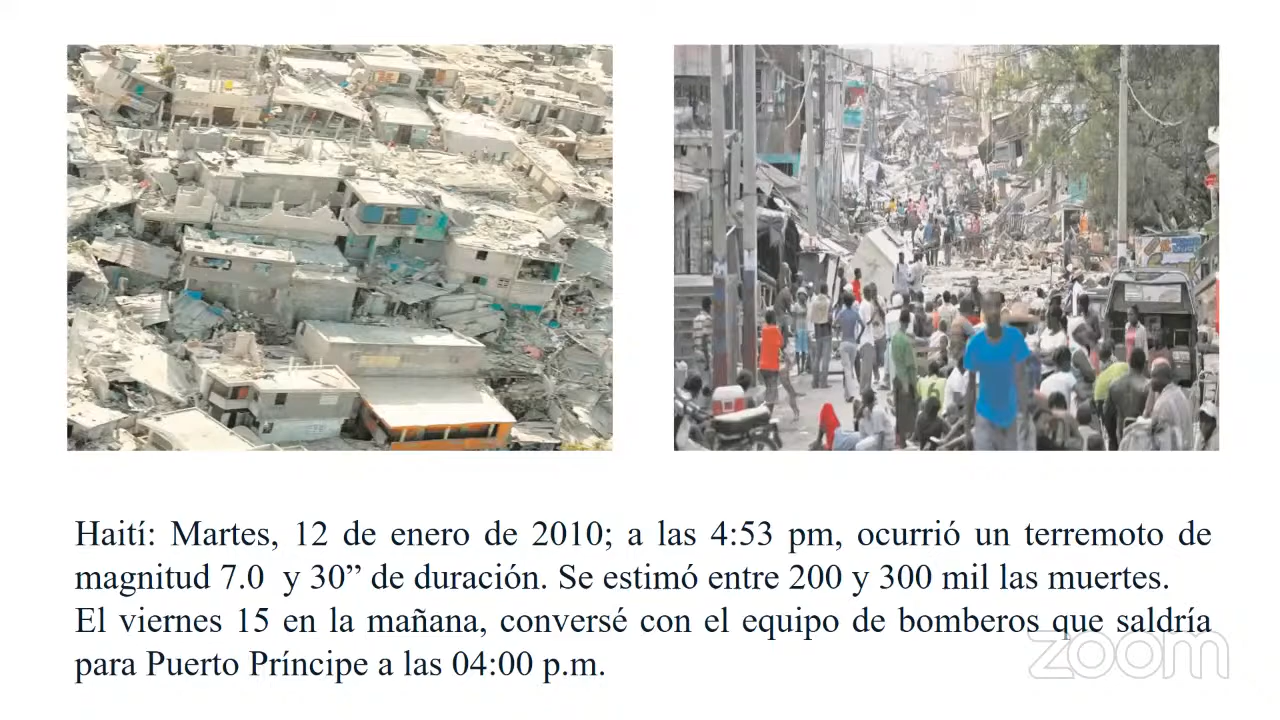 Haití: Martes, 12 de enero de 2010; a las 4:53 pm, ocurrió un terremoto de
magnitud 7.0 y 30” de duración. Se estimó entre 200 y 300 mil las muertes.
El viernes 15 en la mañana, conversé con el equipo de bomberos que saldría
para Puerto Príncipe a las 04:00 p.m.
zoom